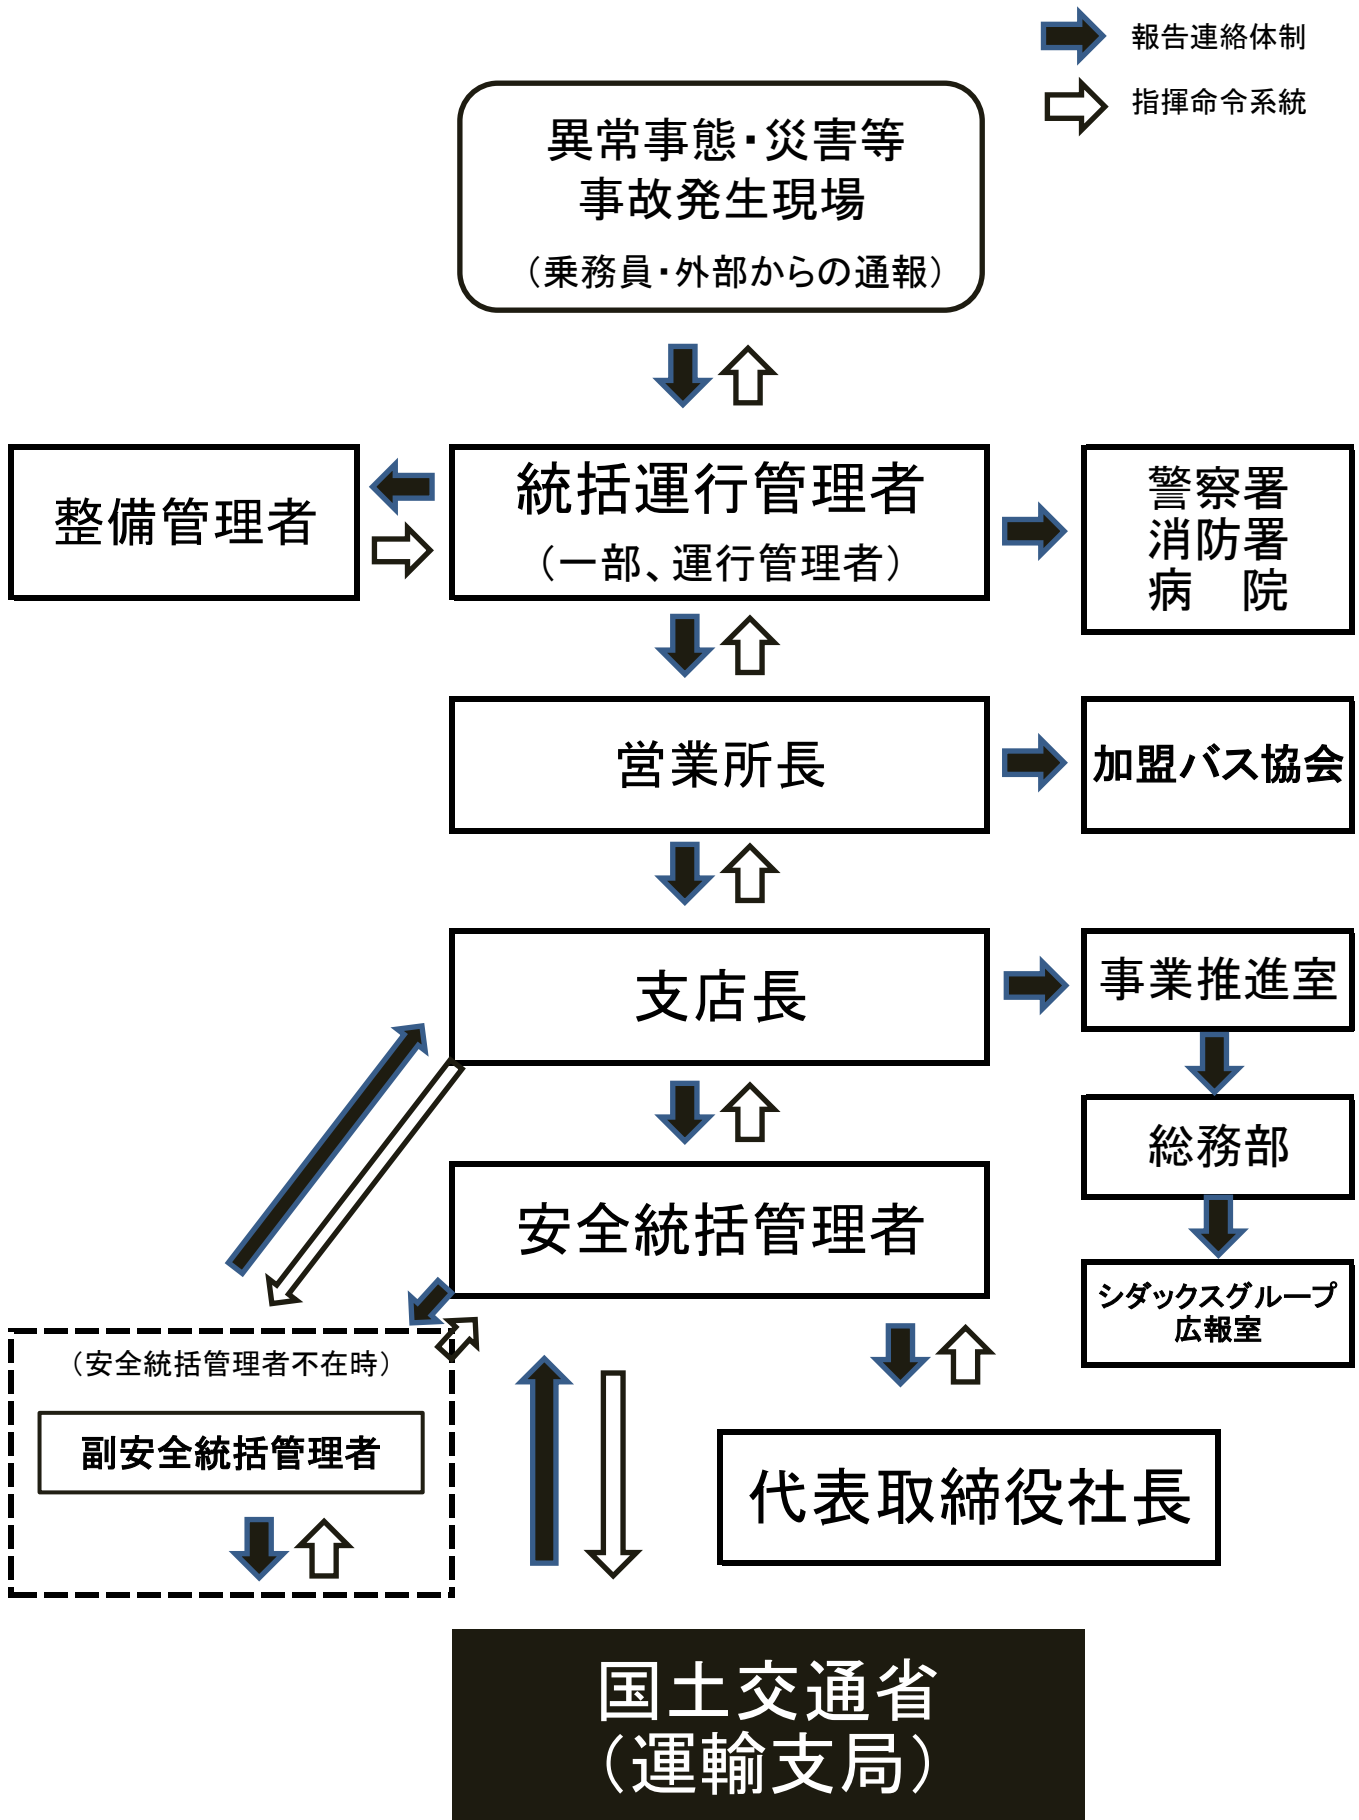 報告連絡体制
指揮命令系統
異常事態・災害等
事故発生現場
（乗務員・外部からの通報）
整備管理者
統括運行管理者
（一部、運行管理者）
警察署
消防署
病　院
営業所長
加盟バス協会
支店長
事業推進室
総務部
安全統括管理者
シダックスグループ
広報室
（安全統括管理者不在時）
副安全統括管理者
代表取締役社長
国土交通省
（運輸支局）